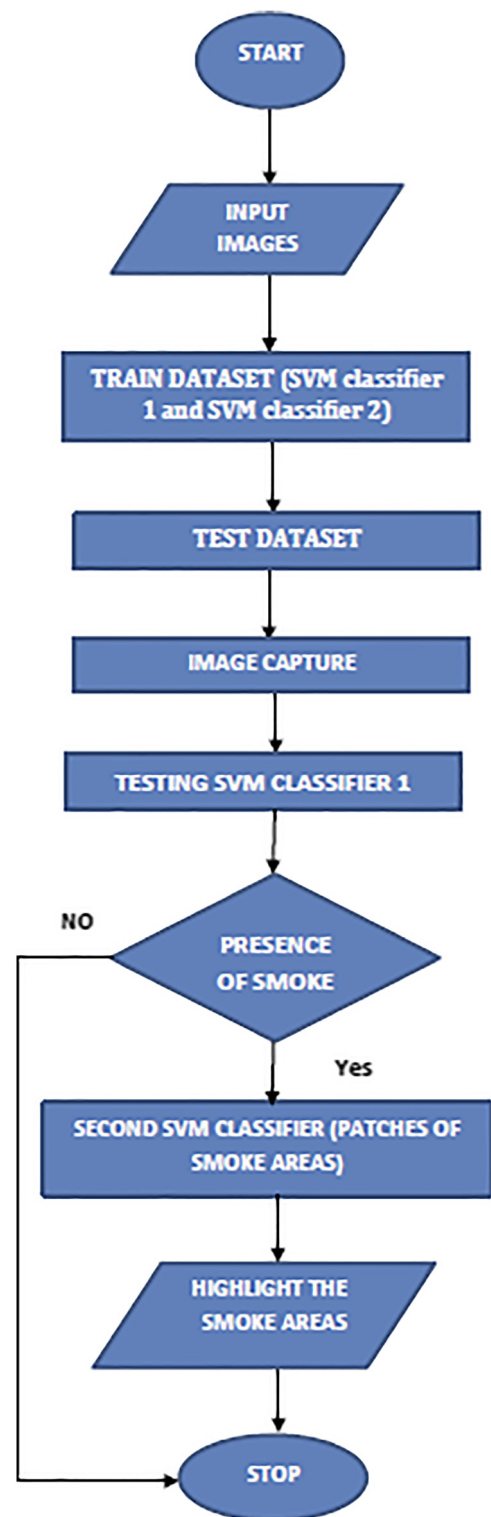 START
INPUT
IMAGES
TRAIN DATASET (SVM classifier
1 and SVM classifier 2)
TEST DATASET
IMAGE CAPTURE
TESTING SVM CLASSIFIER 1
NO
PRESENCE
OF SMOKE
Yes
SECOND SVM CLASSIFIER (PATCHES OF
SMOKE AREAS)
HIGHLIGHT THE
SMOKE AREAS
STOP